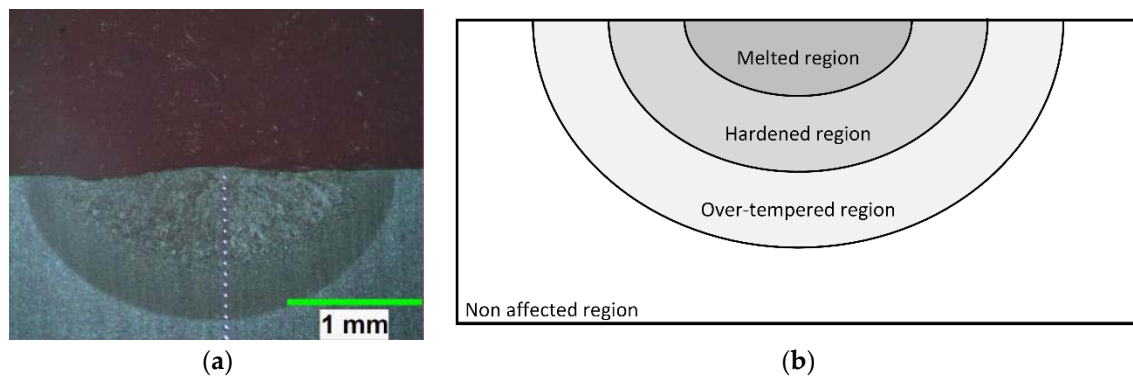 Melted region
Hardened region
Over-tempered region
Non affected region
1 mm
(a)
(b)